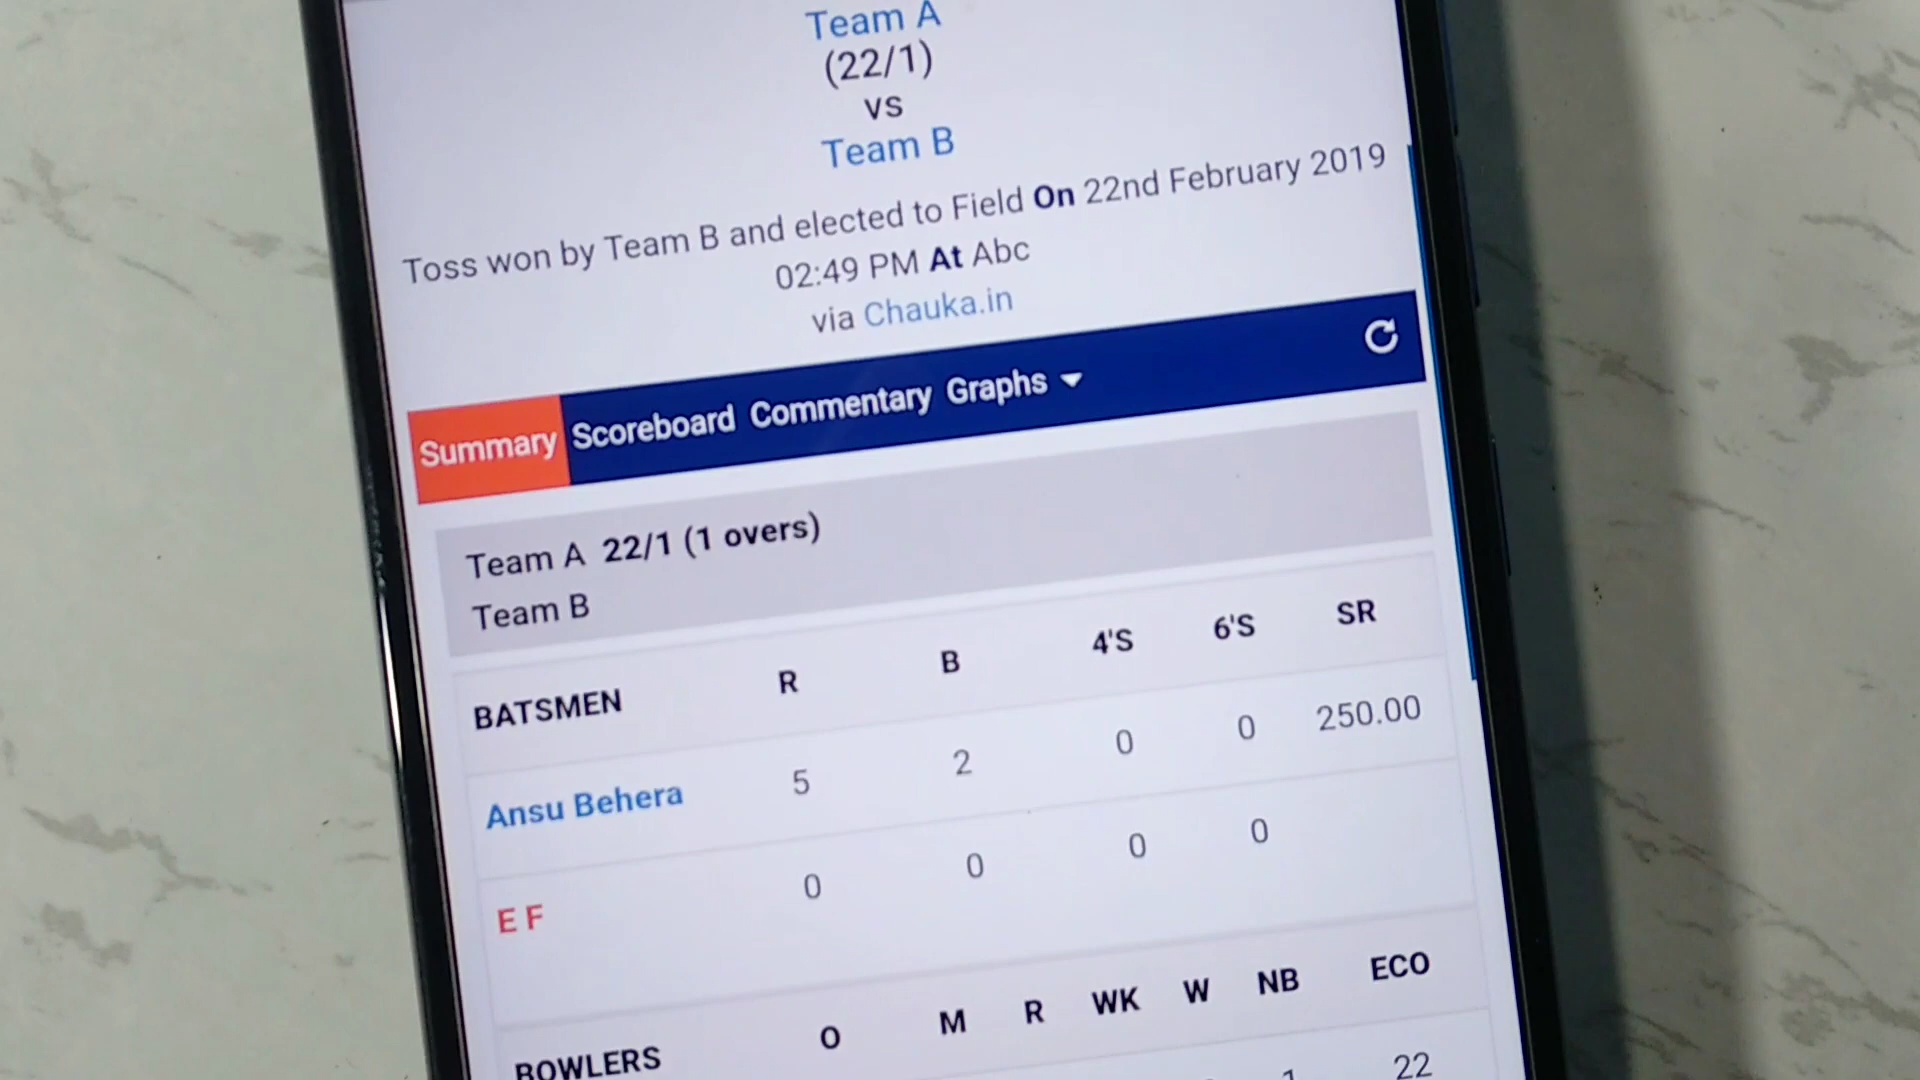 Team A
(22/1)
vs
Team B
Toss won by Team B and elected to Field On 22nd February 2019
02:49 PM At Abc
via Chauka.in
Summary Scoreboard Commentary Graphs
Team A 22/1 (1 overs)
Team B
BATSMEN R B 4'S 6'S SR
Ansu Behera 5 2 0 0 250.00
E F 0 0 0 0
BOWLERS O M R WK W NB ECO
1 22